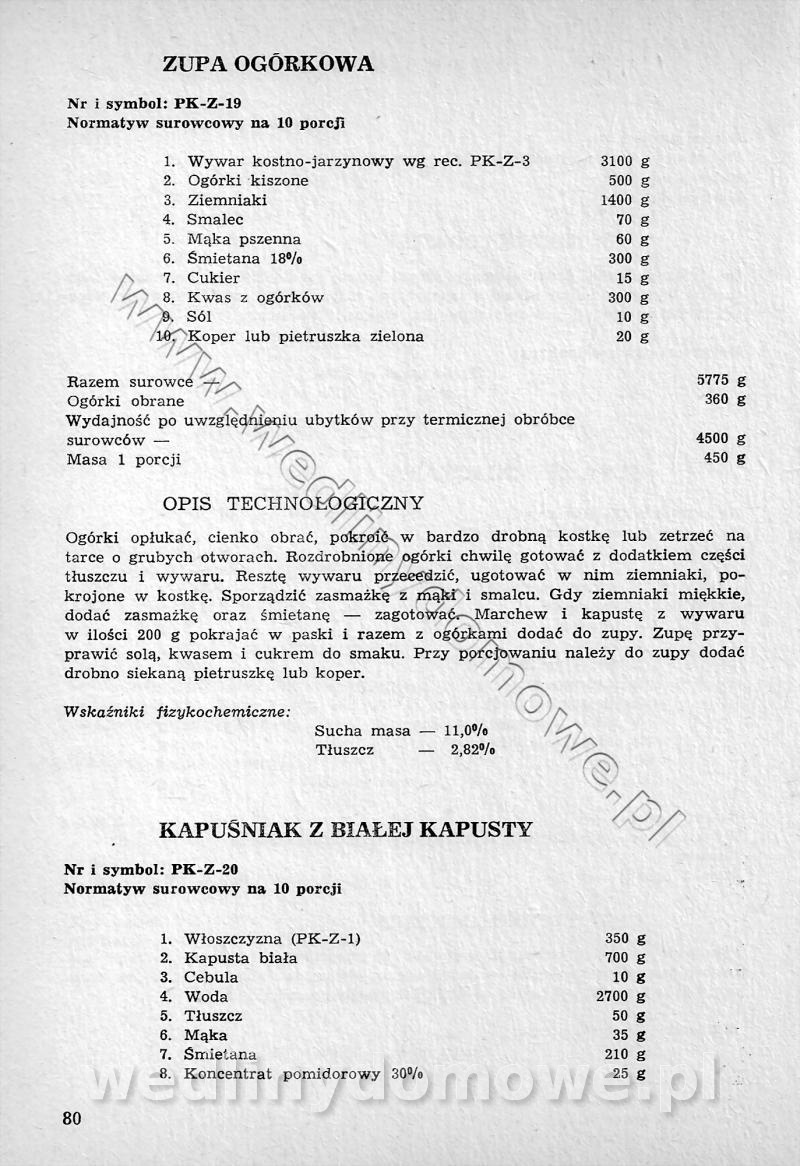 ZUPA OGÓRKOWA
Nr i symbol: PK-Z-19
Normatyw surowcowy na 10 porcji
1. Wywar kostno-jarzynowy wg rec. PK-Z-3 3100 g
2. Ogórki kiszone 500 g
3. Ziemniaki 1400 g
4. Smalec 70 g
5. Mąka pszenna 60 g
6. Śmietana 18% 300 g
7. Cukier 15 g
8. Kwas z ogórków 300 g
9. Sól 10 g
10. Koper lub pietruszka zielona 20 g
Razem surowce — 5775 g
Ogórki obrane 360 g
Wydajność po uwzględnieniu ubytków przy termicznej obróbce
surowców — 4500 g
Masa 1 porcji 450 g
OPIS TECHNOLOGICZNY
Ogórki opłukać, cienko obrać, pokroić w bardzo drobną kostkę lub zetrzeć na
tarce o grubych otworach. Rozdrobnione ogórki chwilę gotować z dodatkiem części
tłuszczu i wywaru. Resztę wywaru przecedzić, ugotować w nim ziemniaki, po-
krojone w kostkę. Sporządzić zasmażkę z mąki i smalcu. Gdy ziemniaki miękkie,
dodać zasmażkę oraz śmietanę — zagotować. Marchew i kapustę z wywaru
w ilości 200 g pokrajać w paski i razem z ogórkami dodać do zupy. Zupę przy-
prawić solą, kwasem i cukrem do smaku. Przy porcjowaniu należy do zupy dodać
drobno siekaną pietruszkę lub koper.
Wskaźniki fizykochemiczne:
Sucha masa — 11,0%
Tłuszcz — 2,82%
KAPUŚNIAK Z BIAŁEJ KAPUSTY
Nr i symbol: PK-Z-20
Normatyw surowcowy na 10 porcji
1. Włoszczyzna (PK-Z-1) 350 g
2. Kapusta biała 700 g
3. Cebula 10 g
4. Woda 2700 g
5. Tłuszcz 50 g
6. Mąka 35 g
7. Śmietana 210 g
8. Koncentrat pomidorowy 30% 25 g
80
www.wedlinydomowe.pl
wedlinydomowe.pl